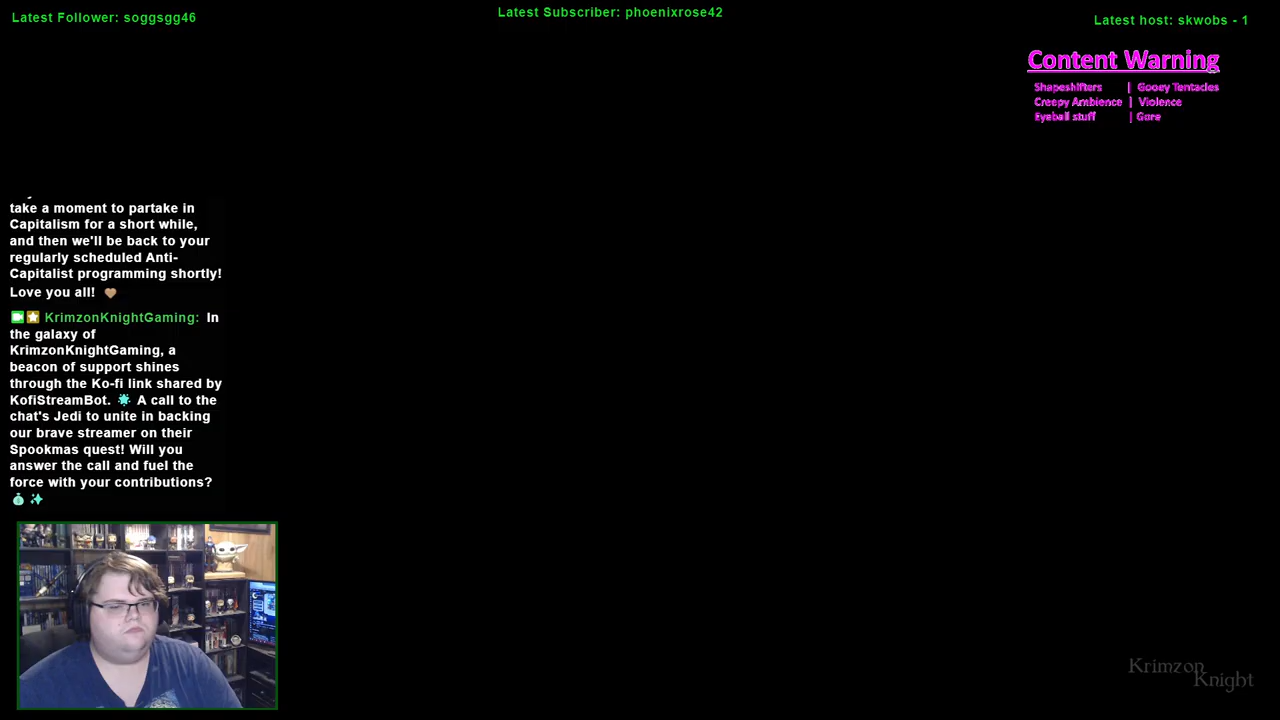 Latest Follower: soggsgg46
Latest Subscriber: phoenixrose42
Latest host: skwobs - 1
Content Warning
Shapeshifters | Gooey Tentacles
Creepy Ambience | Violence
Eyeball stuff | Gore
take a moment to partake in
Capitalism for a short while,
and then we'll be back to your
regularly scheduled Anti-
Capitalist programming shortly!
Love you all!
KrimzonKnightGaming: In
the galaxy of
KrimzonKnightGaming, a
beacon of support shines
through the Ko-fi link shared by
KofiStreamBot. A call to the
chat's Jedi to unite in backing
our brave streamer on their
Spookmas quest! Will you
answer the call and fuel the
force with your contributions?
Krimzon
Knight